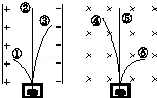 ② ④ ⑤
③
① ⑥